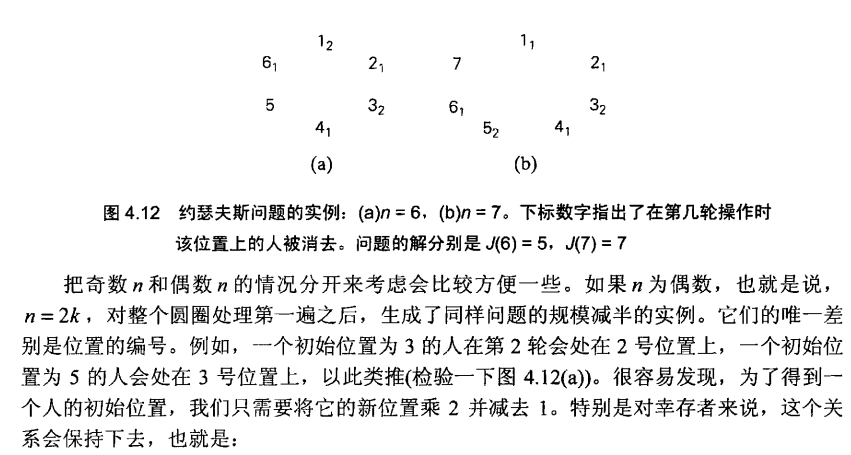 1₂ 1₁
6₁ 2₁ 7 2₁
5 3₂ 6₁ 3₂
4₁ 5₂ 4₁
(a) (b)
图 4.12 约瑟夫斯问题的实例：(a)n = 6，(b)n = 7。下标数字指出了在第几轮操作时
该位置上的人被消去。问题的解分别是 J(6) = 5，J(7) = 7
把奇数 n 和偶数 n 的情况分开来考虑会比较方便一些。如果 n 为偶数，也就是说，
n = 2k，对整个圆圈处理第一遍之后，生成了同样问题的规模减半的实例。它们的唯一差
别是位置的编号。例如，一个初始位置为 3 的人在第 2 轮会处在 2 号位置上，一个初始位
置为 5 的人会处在 3 号位置上，以此类推(检验一下图 4.12(a))。很容易发现，为了得到一
个人的初始位置，我们只需要将它的新位置乘 2 并减去 1。特别是对幸存者来说，这个关
系会保持下去，也就是：